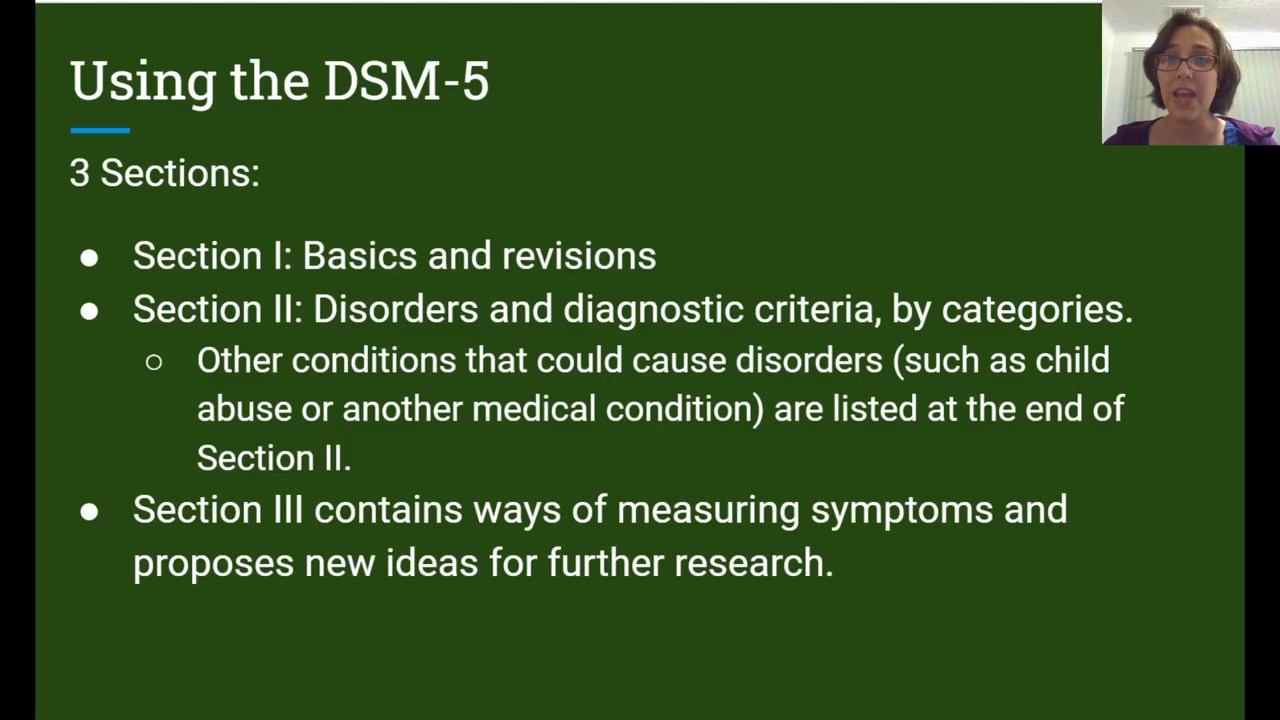 Using the DSM-5
3 Sections:
● Section I: Basics and revisions
● Section II: Disorders and diagnostic criteria, by categories.
○ Other conditions that could cause disorders (such as child
abuse or another medical condition) are listed at the end of
Section II.
● Section III contains ways of measuring symptoms and
proposes new ideas for further research.